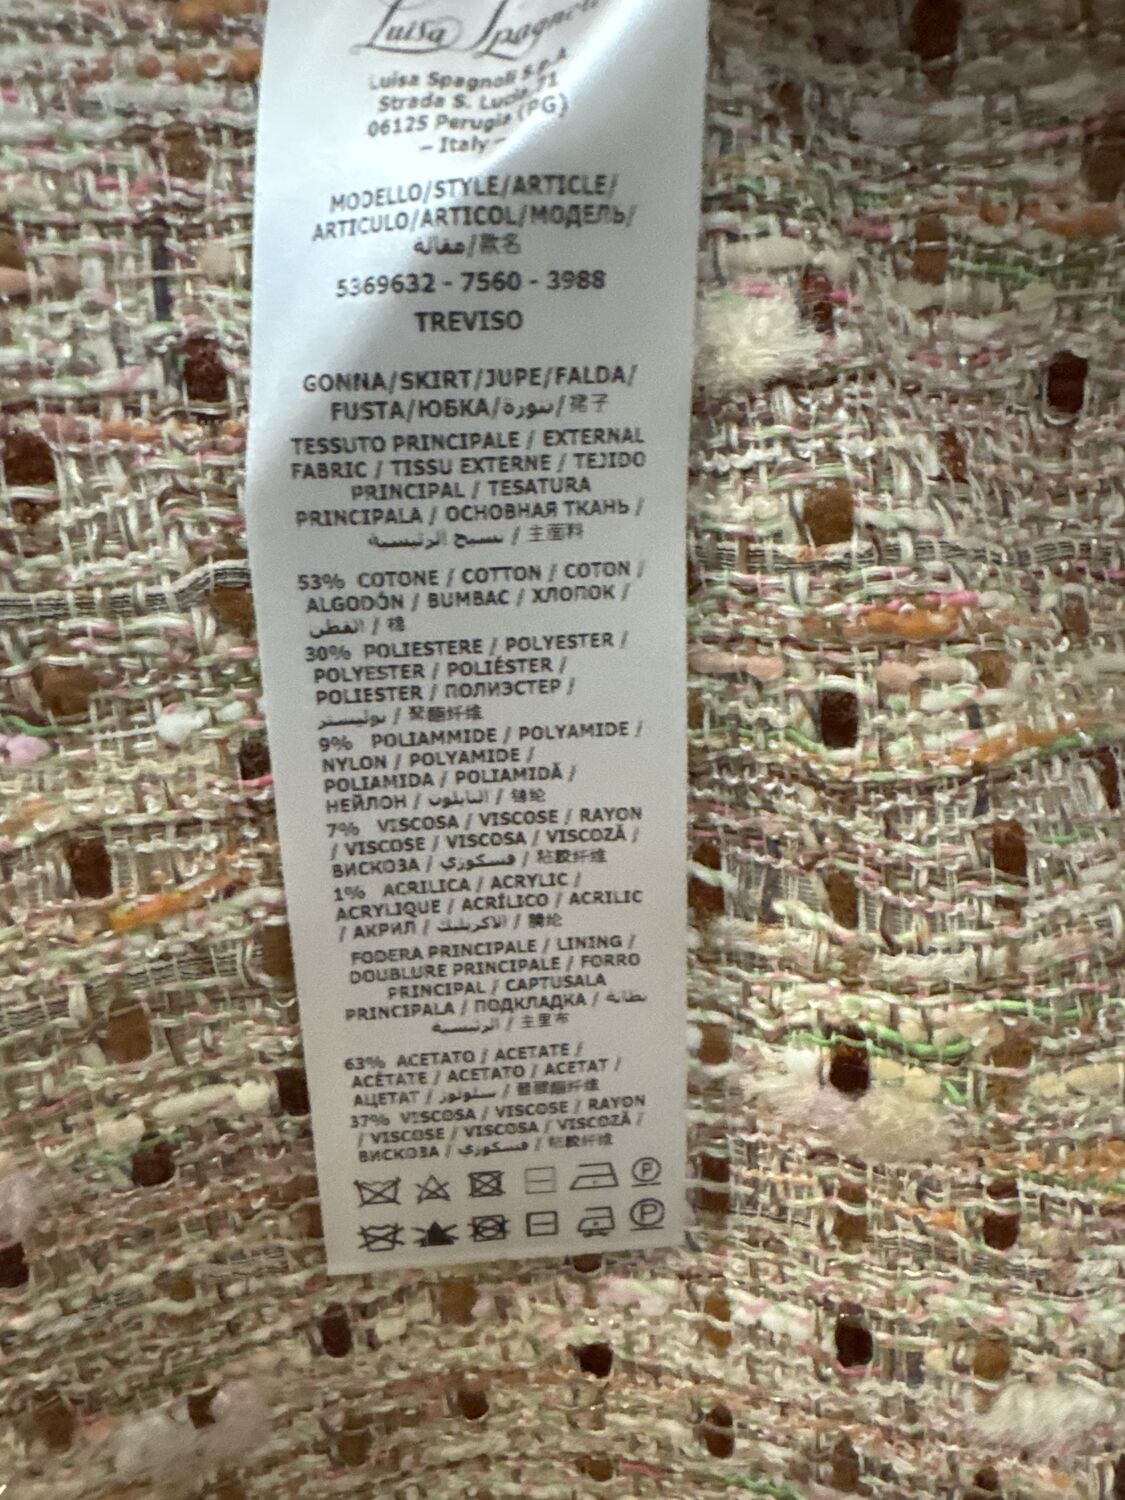 Luisa Spagnoli
Luisa Spagnoli S.p.A
Strada S. Lucia, 71
06125 Perugia (PG)
– Italy –
MODELLO/STYLE/ARTICLE/
ARTICULO/ARTICOL/МОДЕЛЬ/
مقالة/款名
5369632 - 7560 - 3988
TREVISO
GONNA/SKIRT/JUPE/FALDA/
FUSTA/ЮБКА/تنورة/裙子
TESSUTO PRINCIPALE / EXTERNAL
FABRIC / TISSU EXTERNE / TEJIDO
PRINCIPAL / TESATURA
PRINCIPALA / ОСНОВНАЯ ТКАНЬ /
نسيج الرئيسية / 主面料
53% COTONE / COTTON / COTON /
ALGODÓN / BUMBAC / ХЛОПОК /
القطن / 棉
30% POLIESTERE / POLYESTER /
POLYESTER / POLIÉSTER /
POLIESTER / ПОЛИЭСТЕР /
بوليستر / 聚酯纤维
9% POLIAMMIDE / POLYAMIDE /
NYLON / POLYAMIDE /
POLIAMIDA / POLIAMIDĂ /
НЕЙЛОН / النايلون / 锦纶
7% VISCOSA / VISCOSE / RAYON
/ VISCOSE / VISCOSA / VISCOZĂ /
ВИСКОЗА / فسكوزي / 粘胶纤维
1% ACRILICA / ACRYLIC /
ACRYLIQUE / ACRÍLICO / ACRILIC
/ АКРИЛ / الاكريليك / 腈纶
FODERA PRINCIPALE / LINING /
DOUBLURE PRINCIPALE / FORRO
PRINCIPAL / CAPTUSALA
PRINCIPALA / ПОДКЛАДКА / بطانة
الرئيسية / 主里布
63% ACETATO / ACETATE /
ACÉTATE / ACETATO / ACETAT /
АЦЕТАТ / سلولوز / 醋酸酯纤维
37% VISCOSA / VISCOSE / RAYON
/ VISCOSE / VISCOSA / VISCOZĂ /
ВИСКОЗА / فسكوزي / 粘胶纤维
P
P